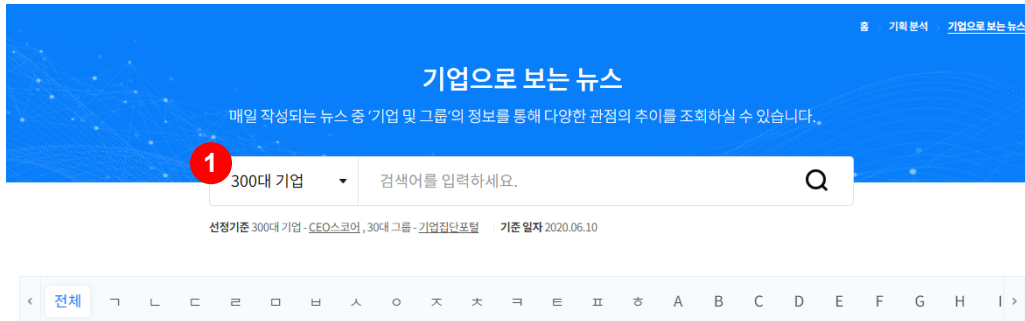 홈 > 기획 분석 > 기업으로 보는 뉴스
기업으로 보는 뉴스
매일 작성되는 뉴스 중 ‘기업 및 그룹’의 정보를 통해 다양한 관점의 추이를 조회하실 수 있습니다.
1
300대 기업 검색어를 입력하세요.
선정기준 300대 기업 - CEO스코어 , 30대 그룹 - 기업집단포털 기준 일자 2020.06.10
< 전체 ㄱ ㄴ ㄷ ㄹ ㅁ ㅂ ㅅ ㅇ ㅈ ㅊ ㅋ ㅌ ㅍ ㅎ A B C D E F G H I >